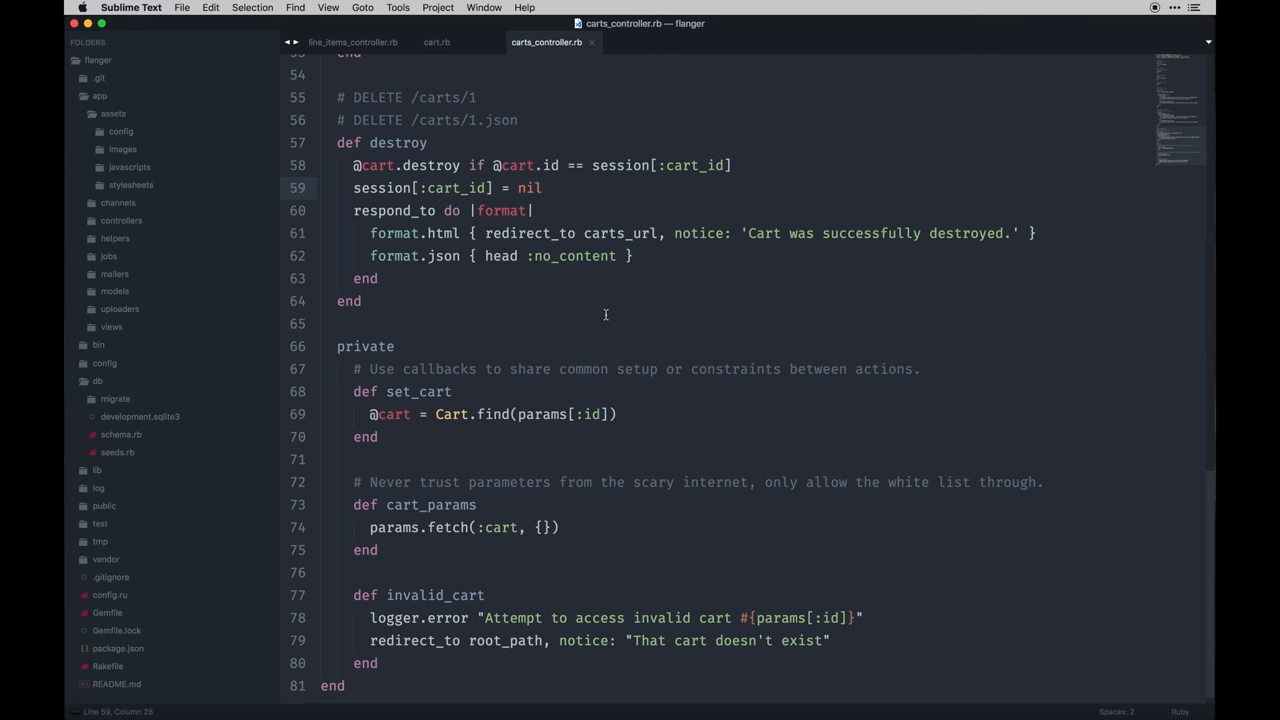 Sublime Text File Edit Selection Find View Goto Tools Project Window Help
carts_controller.rb — flanger
FOLDERS
flanger
.git
app
assets
config
images
javascripts
stylesheets
channels
controllers
helpers
jobs
mailers
models
uploaders
views
bin
config
db
migrate
development.sqlite3
schema.rb
seeds.rb
lib
log
public
test
tmp
vendor
.gitignore
config.ru
Gemfile
Gemfile.lock
package.json
Rakefile
README.md
line_items_controller.rb cart.rb carts_controller.rb
53 end
54
55 # DELETE /carts/1
56 # DELETE /carts/1.json
57 def destroy
58 @cart.destroy if @cart.id == session[:cart_id]
59 session[:cart_id] = nil
60 respond_to do |format|
61 format.html { redirect_to carts_url, notice: 'Cart was successfully destroyed.' }
62 format.json { head :no_content }
63 end
64 end
65
66 private
67 # Use callbacks to share common setup or constraints between actions.
68 def set_cart
69 @cart = Cart.find(params[:id])
70 end
71
72 # Never trust parameters from the scary internet, only allow the white list through.
73 def cart_params
74 params.fetch(:cart, {})
75 end
76
77 def invalid_cart
78 logger.error "Attempt to access invalid cart #{params[:id]}"
79 redirect_to root_path, notice: "That cart doesn't exist"
80 end
81 end
Line 59, Column 28 Spaces: 2 Ruby